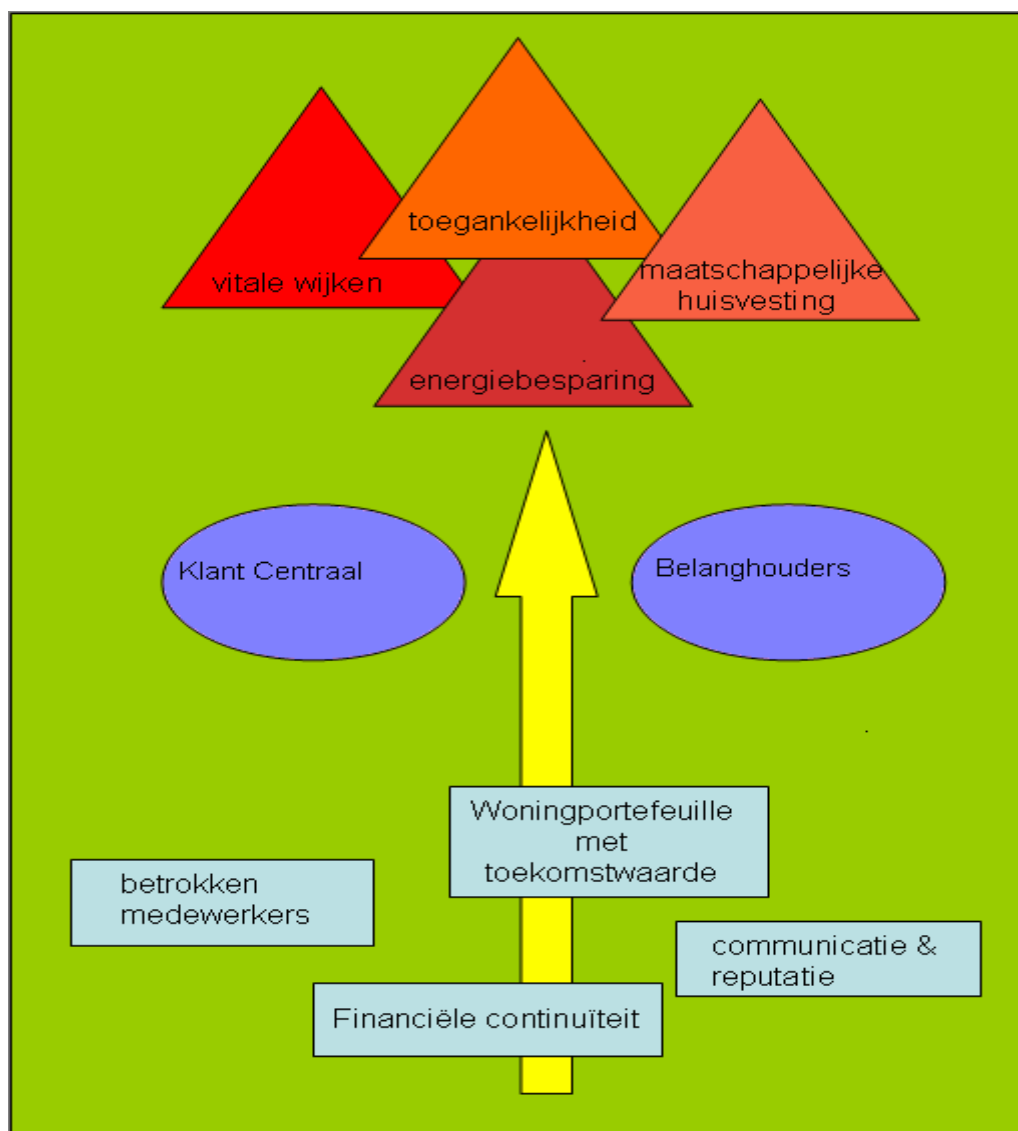 toegankelijkheid
vitale wijken
maatschappelijke
huisvesting
energiebesparing
Klant Centraal
Belanghouders
Woningportefeuille
met
toekomstwaarde
betrokken
medewerkers
communicatie &
reputatie
Financiële continuïteit